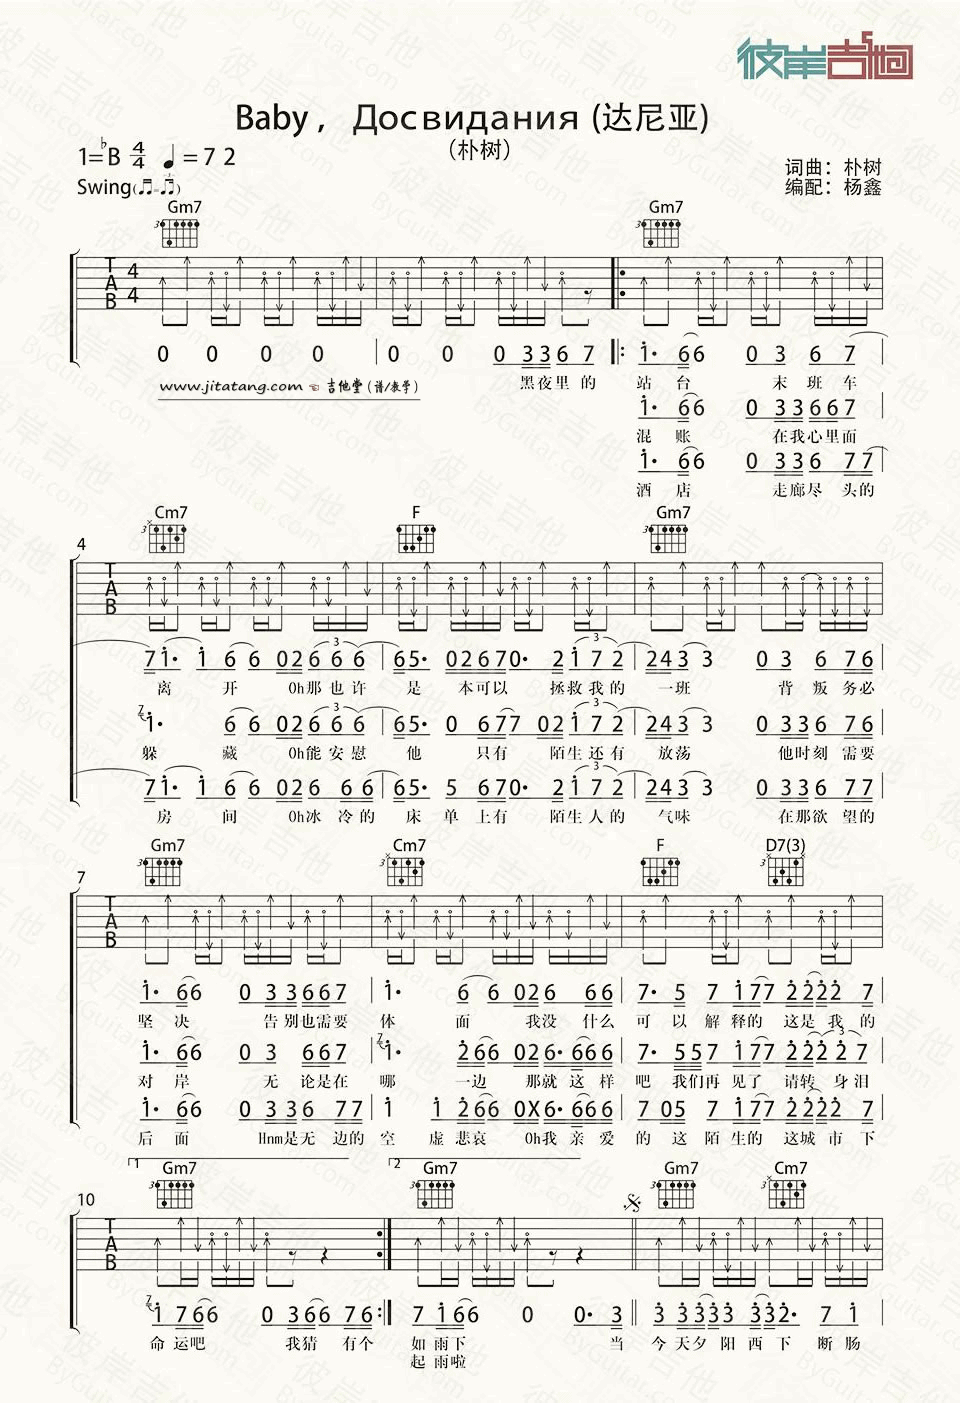 彼岸吉他
Baby， Досвидания (达尼亚)
（朴树）
1=♭B 4/4 ♩=72
Swing
词曲：朴树
编配：杨鑫
Gm7 Gm7
TAB 4/4
0 0 0 0 | 0 0 0 3 3 6 7 1· 6 6 0 3 6 7
黑夜里的 站台 末班车
www.jitatang.com 吉他堂（谱/教学）
1· 6 6 0 3 3 6 6 7
混账 在我心里面
1· 6 6 0 3 3 6 7 7
酒店 走廊尽头的
Cm7 F Gm7
4
TAB
7 1· 1 6 6 0 2 6 6 6 6 5· 0 2 6 7 0· 2 1 7 2 2 4 3 3 0 3 6 7 6
离开 Oh那也许是 本可以 拯救我的一班 背叛务必
7 1· 6 6 0 2 6 6 6 6 5· 0 6 7 7 0 2 1 7 2 2 4 3 3 0 3 3 6 7 6
躲藏 Oh能安慰他 只有 陌生还有放荡 他时刻需要
7 1· 1 6 6 0 2 6 6 6 6 5· 5 6 7 0 2 1 7 2 2 4 3 3 0 3 3 6 7 7
房间 Oh冰冷的床单上有 陌生人的气味 在那欲望的
Gm7 Cm7 F D7(3)
7
TAB
1· 6 6 0 3 3 6 6 7 1· 6 6 0 2 6 6 6 7· 5 7 1 7 7 2 2 2 2 2 7
坚决 告别也需要体面 我没什么可以解释的 这是我的
1· 6 6 0 3 3 6 6 7 7 1· 2 6 6 0 2 6· 6 6 6 7· 5 5 7 7 1 7 7 2 2 2 2 7
对岸 无论是在哪一边 那就这样吧 我们再见了 请转身泪
1· 6 6 0 3 3 6 7 7 1 1 2 6 6 0X 6· 6 6 6 7 0 5 7 1 7 7 2 2 2 2 2 7
后面 Hnm是无边的空虚悲哀 Oh我亲爱的 这陌生的 这城市下
1 Gm7 2 Gm7 Gm7 Cm7
10
TAB
7 1 7 6 6 0 3 6 6 7 6 7 1 6 6 0 0· 3 3 3 3 3 3 3 3 2· 7 1
命运吧 我猜有个 如雨下 当今天夕阳西下断肠
起雨啦